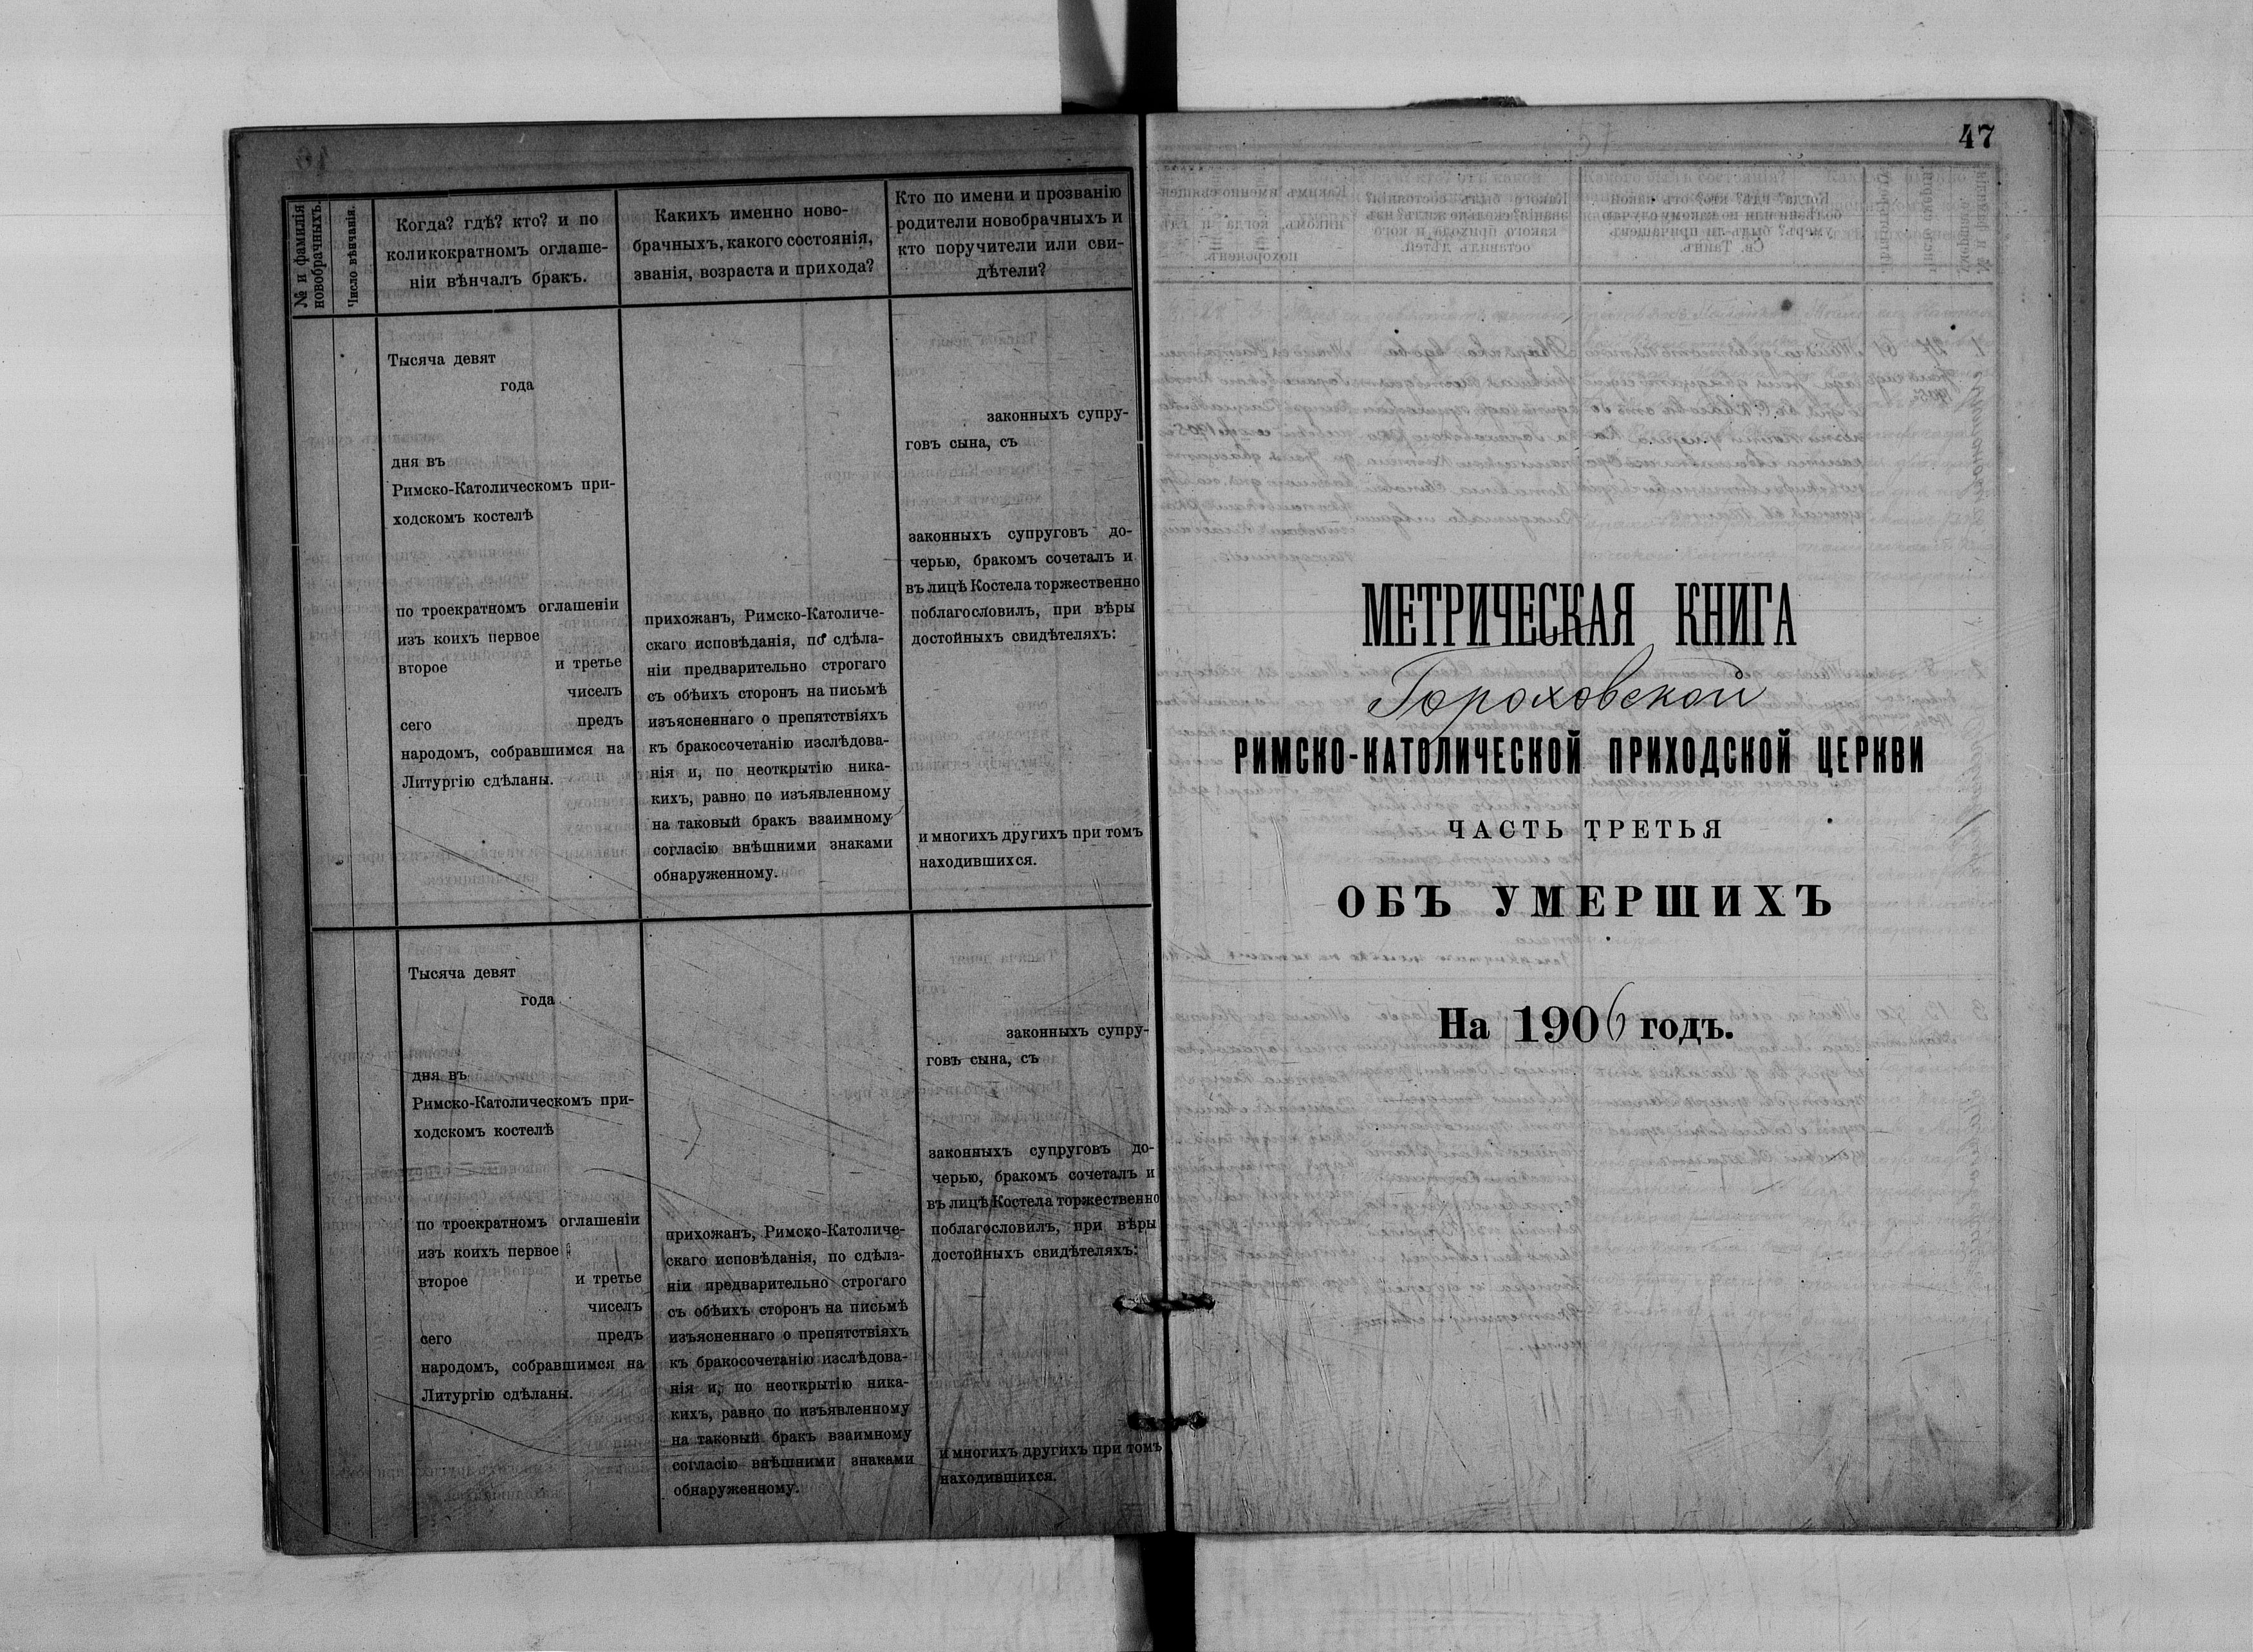 № и фамилія
новобрачныхъ.
Число вѣнчанія.
Когда? гдѣ? кто? и по
коликократномъ оглаше-
ніи вѣнчалъ бракъ.
Какихъ именно ново-
брачныхъ, какого состоянія,
званія, возраста и прихода?
Кто по имени и прозванію
родители новобрачныхъ и
кто поручители или сви-
дѣтели?
Тысяча девят
года
дня въ
Римско-Католическомъ при-
ходскомъ костелѣ
по троекратномъ оглашеніи
изъ коихъ первое
второе и третье
чиселъ
сего предъ
народомъ, собравшимся на
Литургію сдѣланы.
прихожанъ, Римско-Католиче-
скаго исповѣданія, по сдѣла-
ніи предварительно строгаго
съ обѣихъ сторонъ на письмѣ
изъясненнаго о препятствіяхъ
къ бракосочетанію изслѣдова-
нія и, по неоткрытію ника-
кихъ, равно по изъявленному
на таковый бракъ взаимному
согласію внѣшними знаками
обнаруженному.
законныхъ супру-
говъ сына, съ
законныхъ супруговъ до-
черью, бракомъ сочеталъ и
въ лицѣ Костела торжественно
поблагословилъ, при вѣры
достойныхъ свидѣтеляхъ:
и многихъ другихъ при томъ
находившихся.
Тысяча девят
года
дня въ
Римско-Католическомъ при-
ходскомъ костелѣ
по троекратномъ оглашеніи
изъ коихъ первое
второе и третье
чиселъ
сего предъ
народомъ, собравшимся на
Литургію сдѣланы.
прихожанъ, Римско-Католиче-
скаго исповѣданія, по сдѣла-
ніи предварительно строгаго
съ обѣихъ сторонъ на письмѣ
изъясненнаго о препятствіяхъ
къ бракосочетанію изслѣдова-
нія и, по неоткрытію ника-
кихъ, равно по изъявленному
на таковый бракъ взаимному
согласію внѣшними знаками
обнаруженному.
законныхъ супру-
говъ сына, съ
законныхъ супруговъ до-
черью, бракомъ сочеталъ и
въ лицѣ Костела торжественно
поблагословилъ, при вѣры
достойныхъ свидѣтеляхъ:
и многихъ другихъ при томъ
находившихся.
47
МЕТРИЧЕСКАЯ КНИГА
Гороховской
РИМСКО-КАТОЛИЧЕСКОЙ ПРИХОДСКОЙ ЦЕРКВИ
ЧАСТЬ ТРЕТЬЯ
ОБЪ УМЕРШИХЪ
На 1906 годъ.